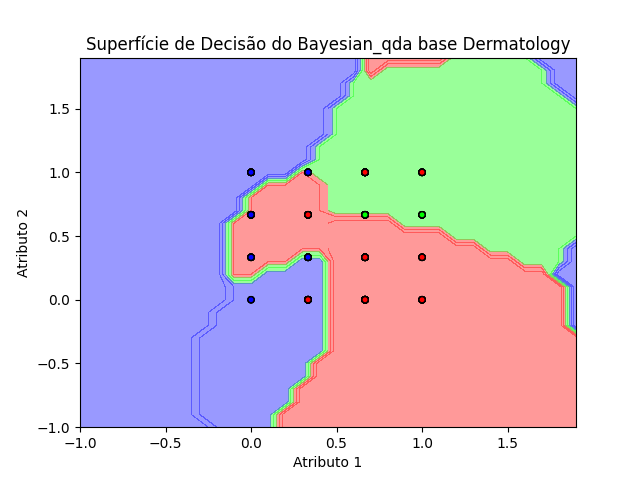 Superfície de Decisão do Bayesian_qda base Dermatology
Atributo 2
1.5
1.0
0.5
0.0
−0.5
−1.0
−1.0 −0.5 0.0 0.5 1.0 1.5
Atributo 1